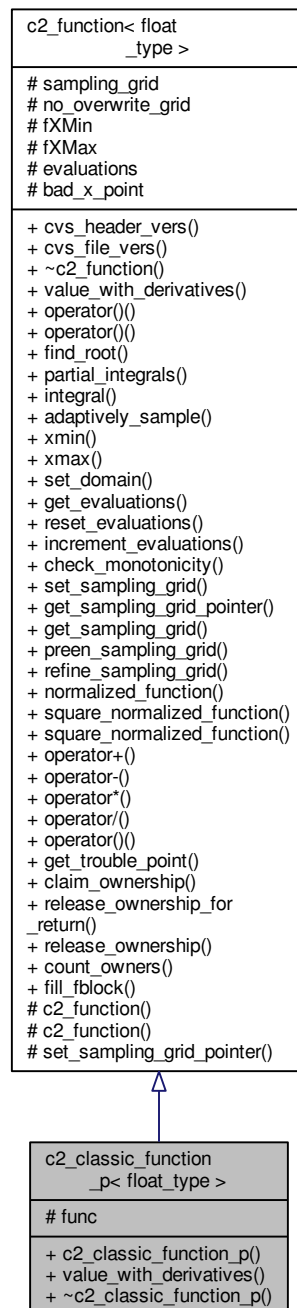 c2_function< float
_type >
# sampling_grid
# no_overwrite_grid
# fXMin
# fXMax
# evaluations
# bad_x_point
+ cvs_header_vers()
+ cvs_file_vers()
+ ~c2_function()
+ value_with_derivatives()
+ operator()()
+ operator()()
+ find_root()
+ partial_integrals()
+ integral()
+ adaptively_sample()
+ xmin()
+ xmax()
+ set_domain()
+ get_evaluations()
+ reset_evaluations()
+ increment_evaluations()
+ check_monotonicity()
+ set_sampling_grid()
+ get_sampling_grid_pointer()
+ get_sampling_grid()
+ preen_sampling_grid()
+ refine_sampling_grid()
+ normalized_function()
+ square_normalized_function()
+ square_normalized_function()
+ operator+()
+ operator-()
+ operator*()
+ operator/()
+ operator()()
+ get_trouble_point()
+ claim_ownership()
+ release_ownership_for
_return()
+ release_ownership()
+ count_owners()
+ fill_fblock()
# c2_function()
# c2_function()
# set_sampling_grid_pointer()
c2_classic_function
_p< float_type >
# func
+ c2_classic_function_p()
+ value_with_derivatives()
+ ~c2_classic_function_p()